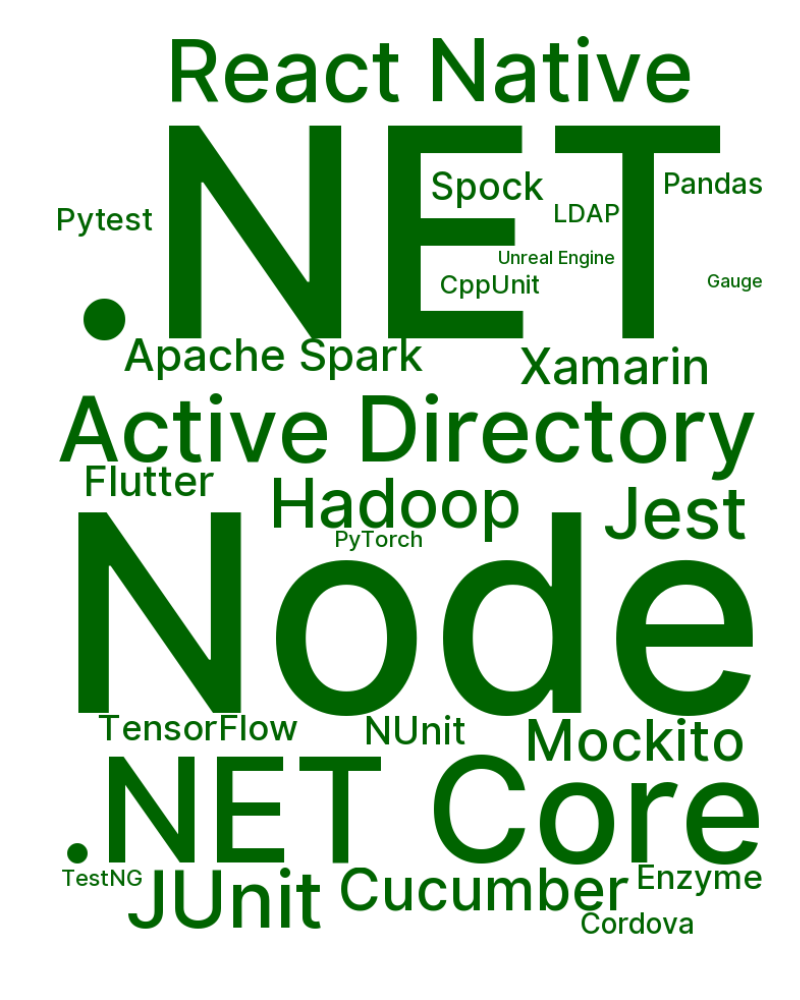 React Native
.NET
Spock
Pandas
Pytest
LDAP
Unreal Engine
CppUnit
Gauge
Apache Spark
Xamarin
Active Directory
Flutter
Hadoop
Jest
PyTorch
Node
TensorFlow
NUnit
Mockito
.NET Core
TestNG
JUnit
Cucumber
Enzyme
Cordova